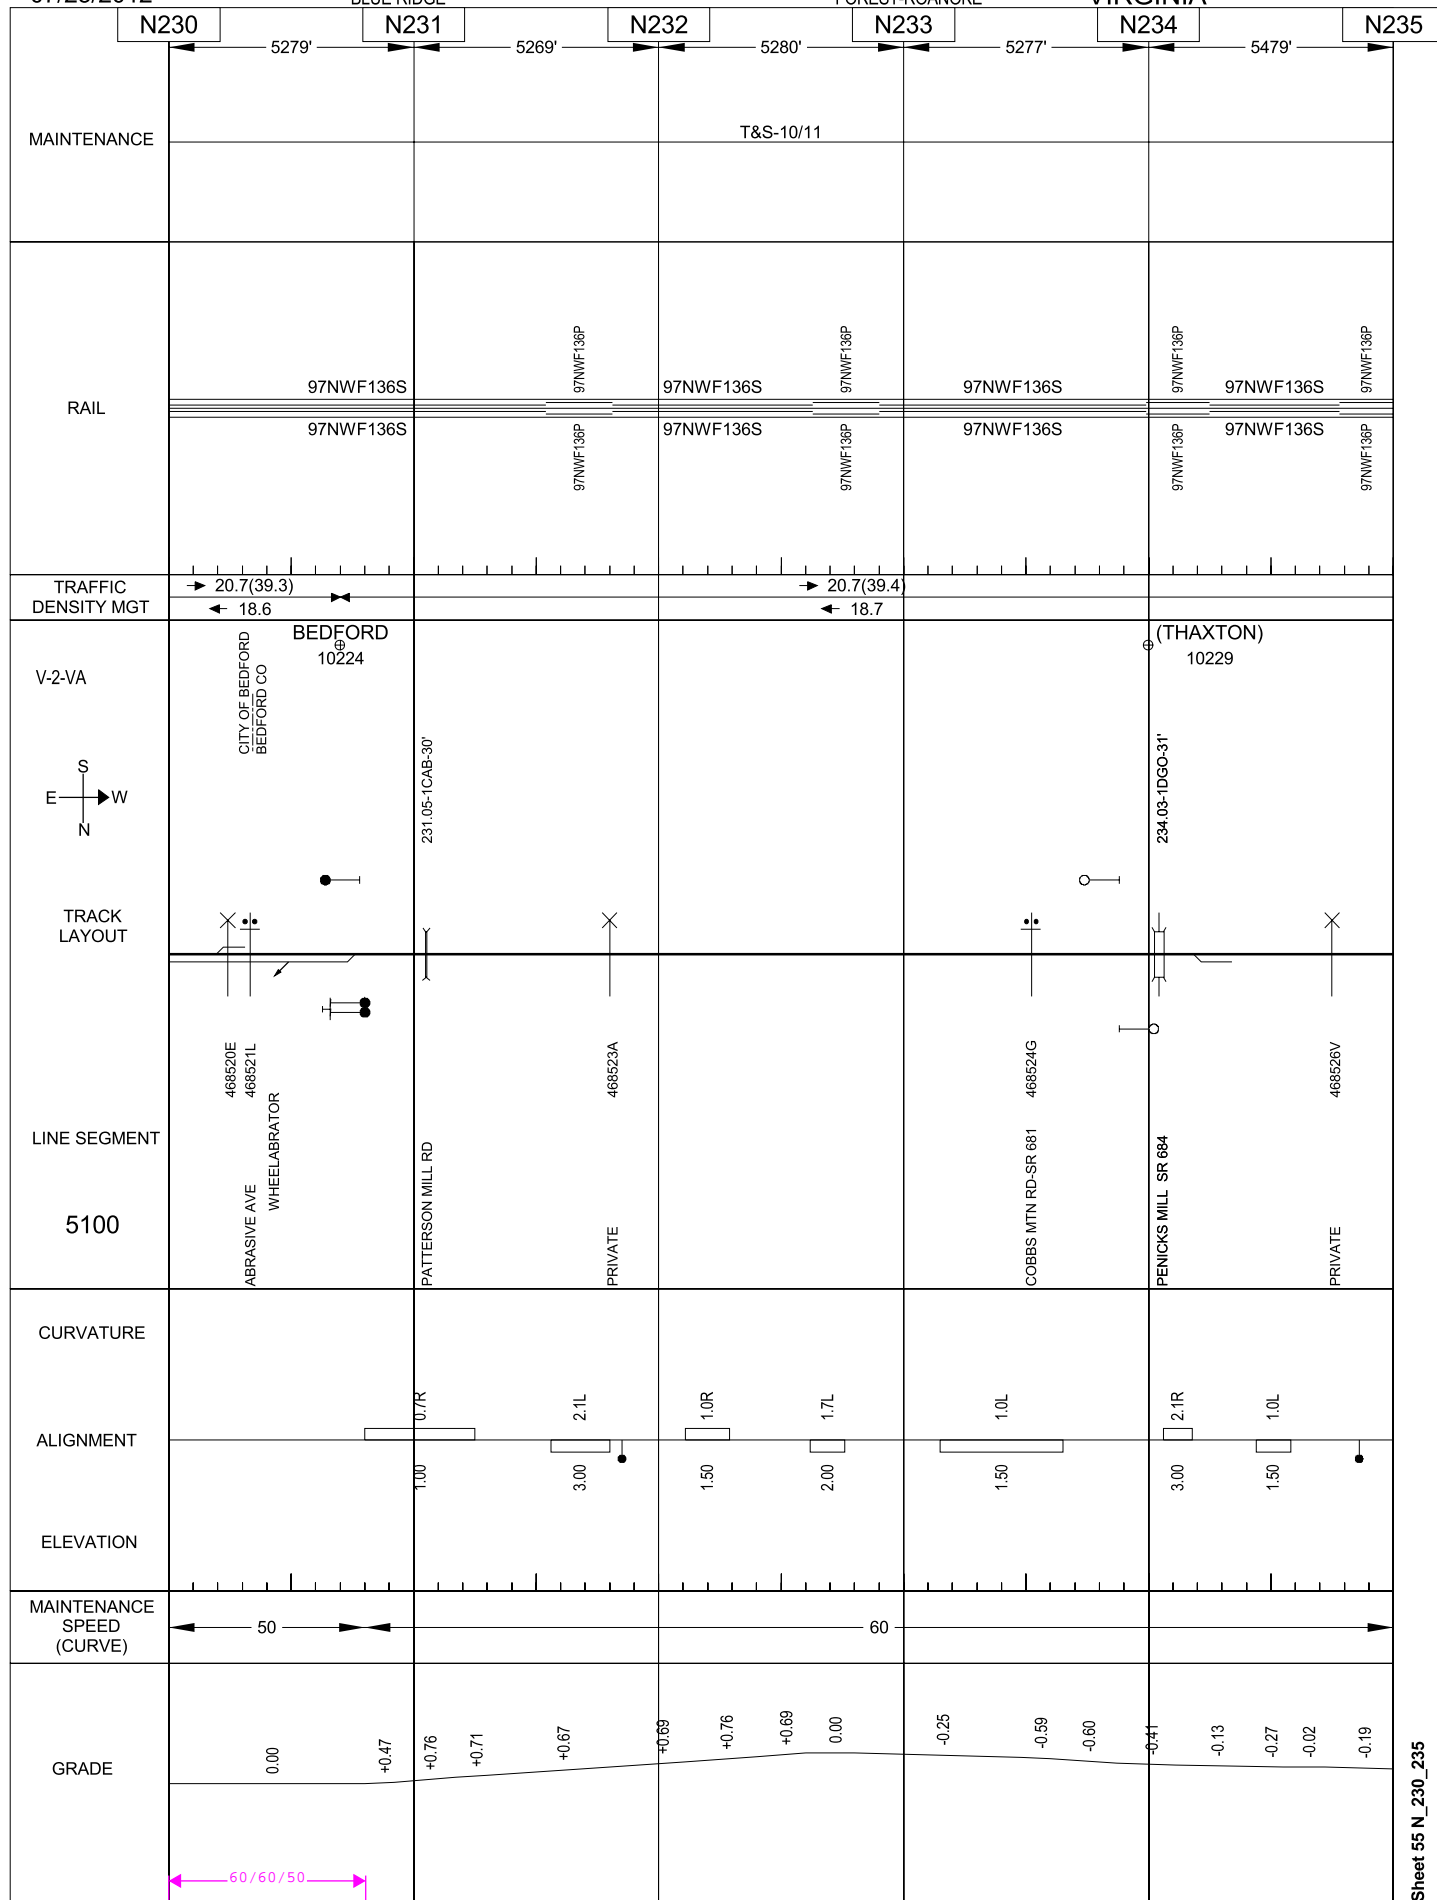 N230 N231 N232 N233 N234 N235
5279' 5269' 5280' 5277' 5479'
MAINTENANCE
T&S-10/11
97NWF136P 97NWF136P 97NWF136P 97NWF136P
97NWF136S 97NWF136S 97NWF136S 97NWF136S
RAIL
97NWF136S 97NWF136S 97NWF136S 97NWF136S
97NWF136P 97NWF136P 97NWF136P 97NWF136P
TRAFFIC
DENSITY MGT
20.7(39.3) 20.7(39.4)
18.6 18.7
BEDFORD (THAXTON)
10224 10229
V-2-VA
CITY OF BEDFORD
BEDFORD CO
231.05-1CAB-30'
234.03-1DGO-31'
S
E W
N
TRACK
LAYOUT
468520E
468521L
468523A
468524G
468526V
LINE SEGMENT
5100
ABRASIVE AVE
WHEELABRATOR
PATTERSON MILL RD
PRIVATE
COBBS MTN RD-SR 681
PENICKS MILL SR 684
PRIVATE
CURVATURE
0.7R 2.1L 1.0R 1.7L 1.0L 2.1R 1.0L
ALIGNMENT
1.00 3.00 1.50 2.00 1.50 3.00 1.50
ELEVATION
MAINTENANCE
SPEED
(CURVE)
50 60
GRADE
0.00 +0.47 +0.76 +0.71 +0.67 +0.69 +0.76 +0.69 0.00 -0.25 -0.59 -0.60 -0.41 -0.13 -0.27 -0.02 -0.19
60/60/50
Sheet 55 N_230_235